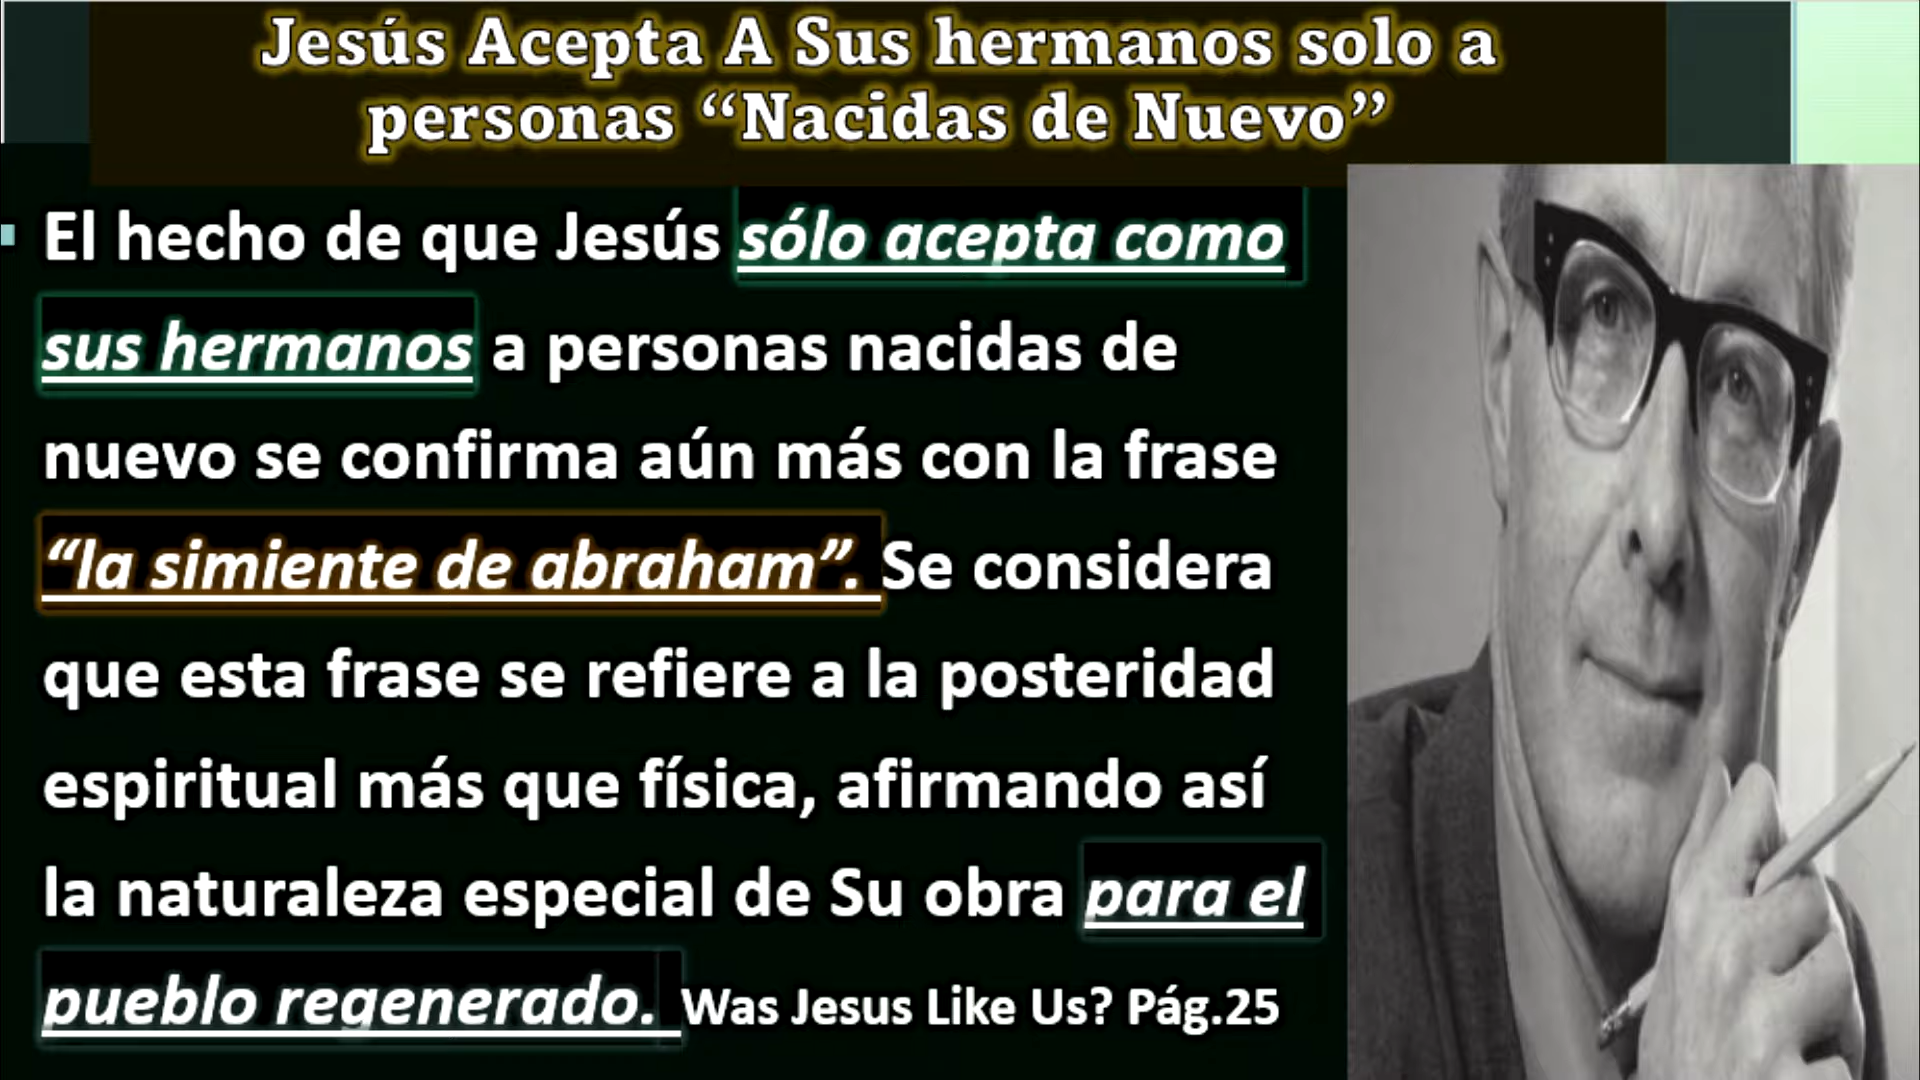 Jesús Acepta A Sus hermanos solo a
personas “Nacidas de Nuevo”
El hecho de que Jesús sólo acepta como
sus hermanos a personas nacidas de
nuevo se confirma aún más con la frase
“la simiente de abraham”. Se considera
que esta frase se refiere a la posteridad
espiritual más que física, afirmando así
la naturaleza especial de Su obra para el
pueblo regenerado. Was Jesus Like Us? Pág.25